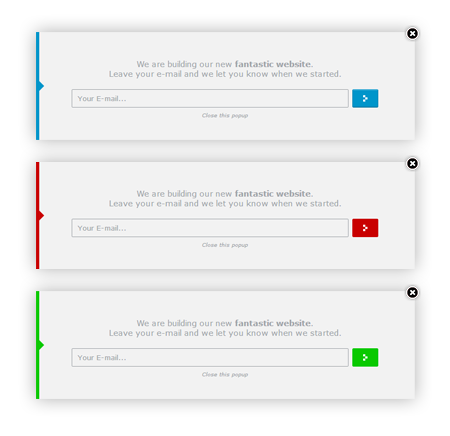 We are building our new fantastic website.
Leave your e-mail and we let you know when we started.
Your E-mail...
Close this popup
We are building our new fantastic website.
Leave your e-mail and we let you know when we started.
Your E-mail...
Close this popup
We are building our new fantastic website.
Leave your e-mail and we let you know when we started.
Your E-mail...
Close this popup